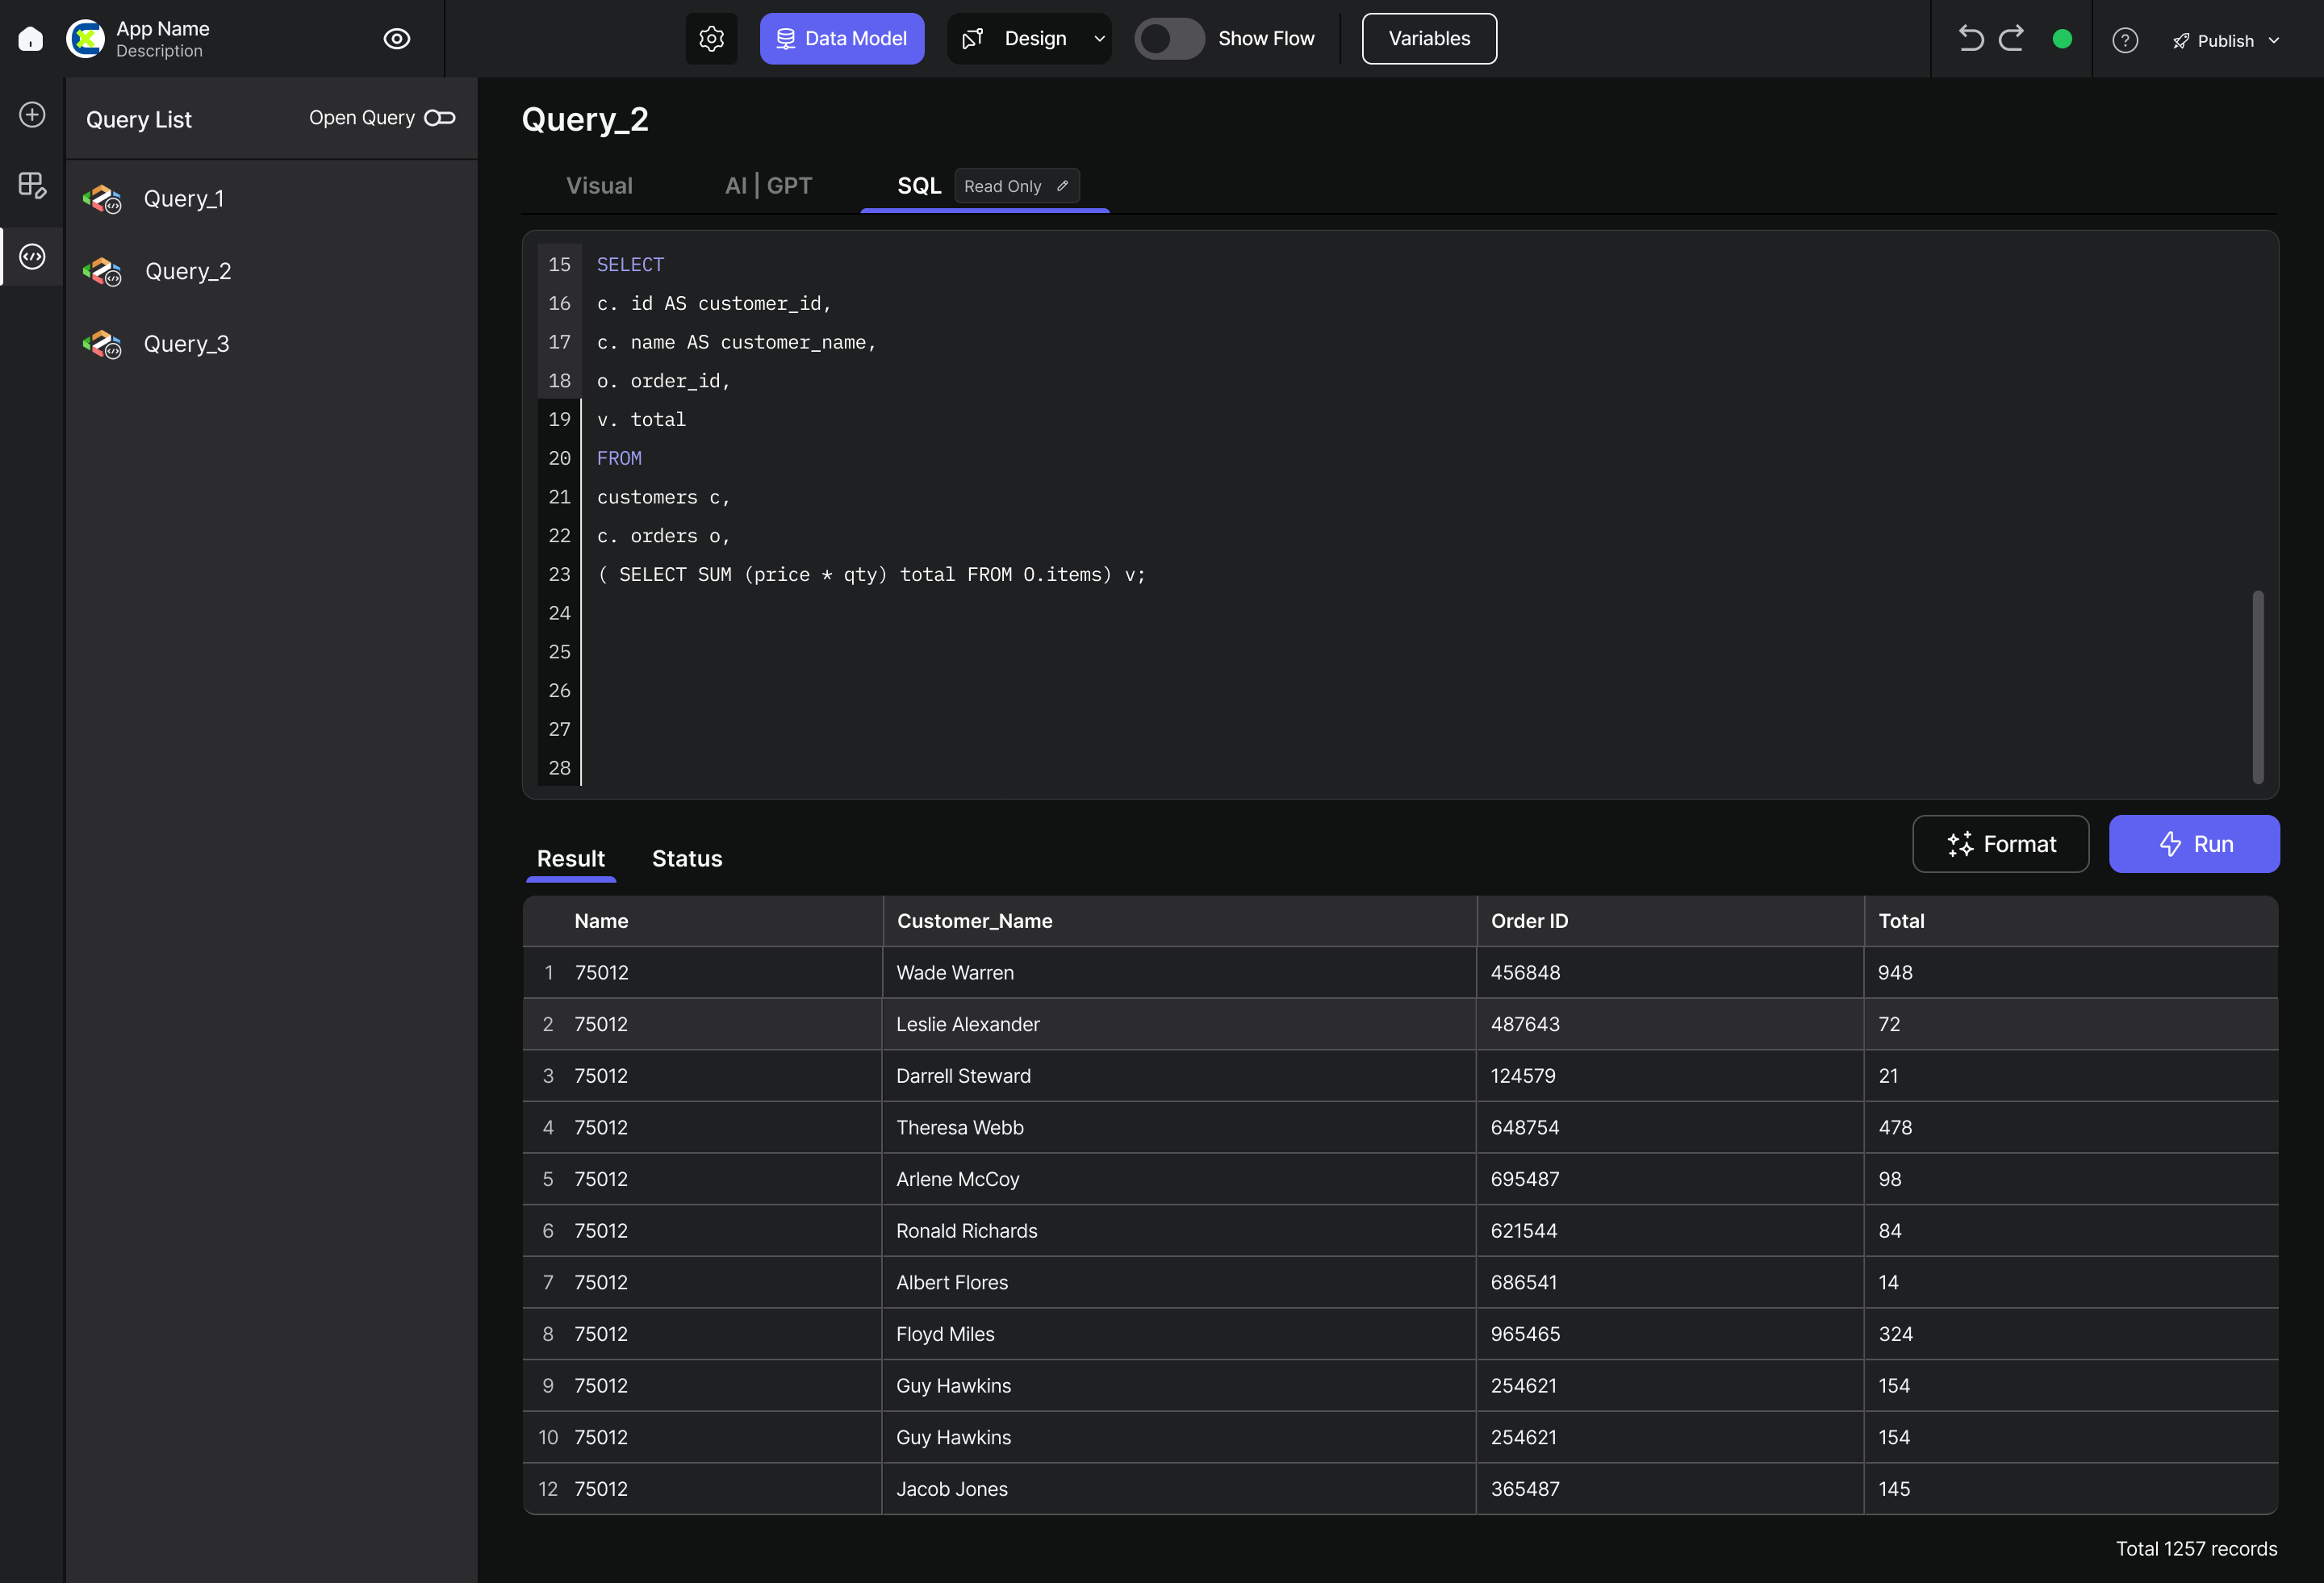 App Name
Description
Data Model
Design
Show Flow
Variables
?
Publish
Query List
Open Query
Query_1
Query_2
Query_3
Query_2
Visual
AI | GPT
SQL
Read Only
15 SELECT
16 c. id AS customer_id,
17 c. name AS customer_name,
18 o. order_id,
19 v. total
20 FROM
21 customers c,
22 c. orders o,
23 ( SELECT SUM (price * qty) total FROM O.items) v;
24
25
26
27
28
Result
Status
Format
Run
Name Customer_Name Order ID Total
1 75012 Wade Warren 456848 948
2 75012 Leslie Alexander 487643 72
3 75012 Darrell Steward 124579 21
4 75012 Theresa Webb 648754 478
5 75012 Arlene McCoy 695487 98
6 75012 Ronald Richards 621544 84
7 75012 Albert Flores 686541 14
8 75012 Floyd Miles 965465 324
9 75012 Guy Hawkins 254621 154
10 75012 Guy Hawkins 254621 154
12 75012 Jacob Jones 365487 145
Total 1257 records